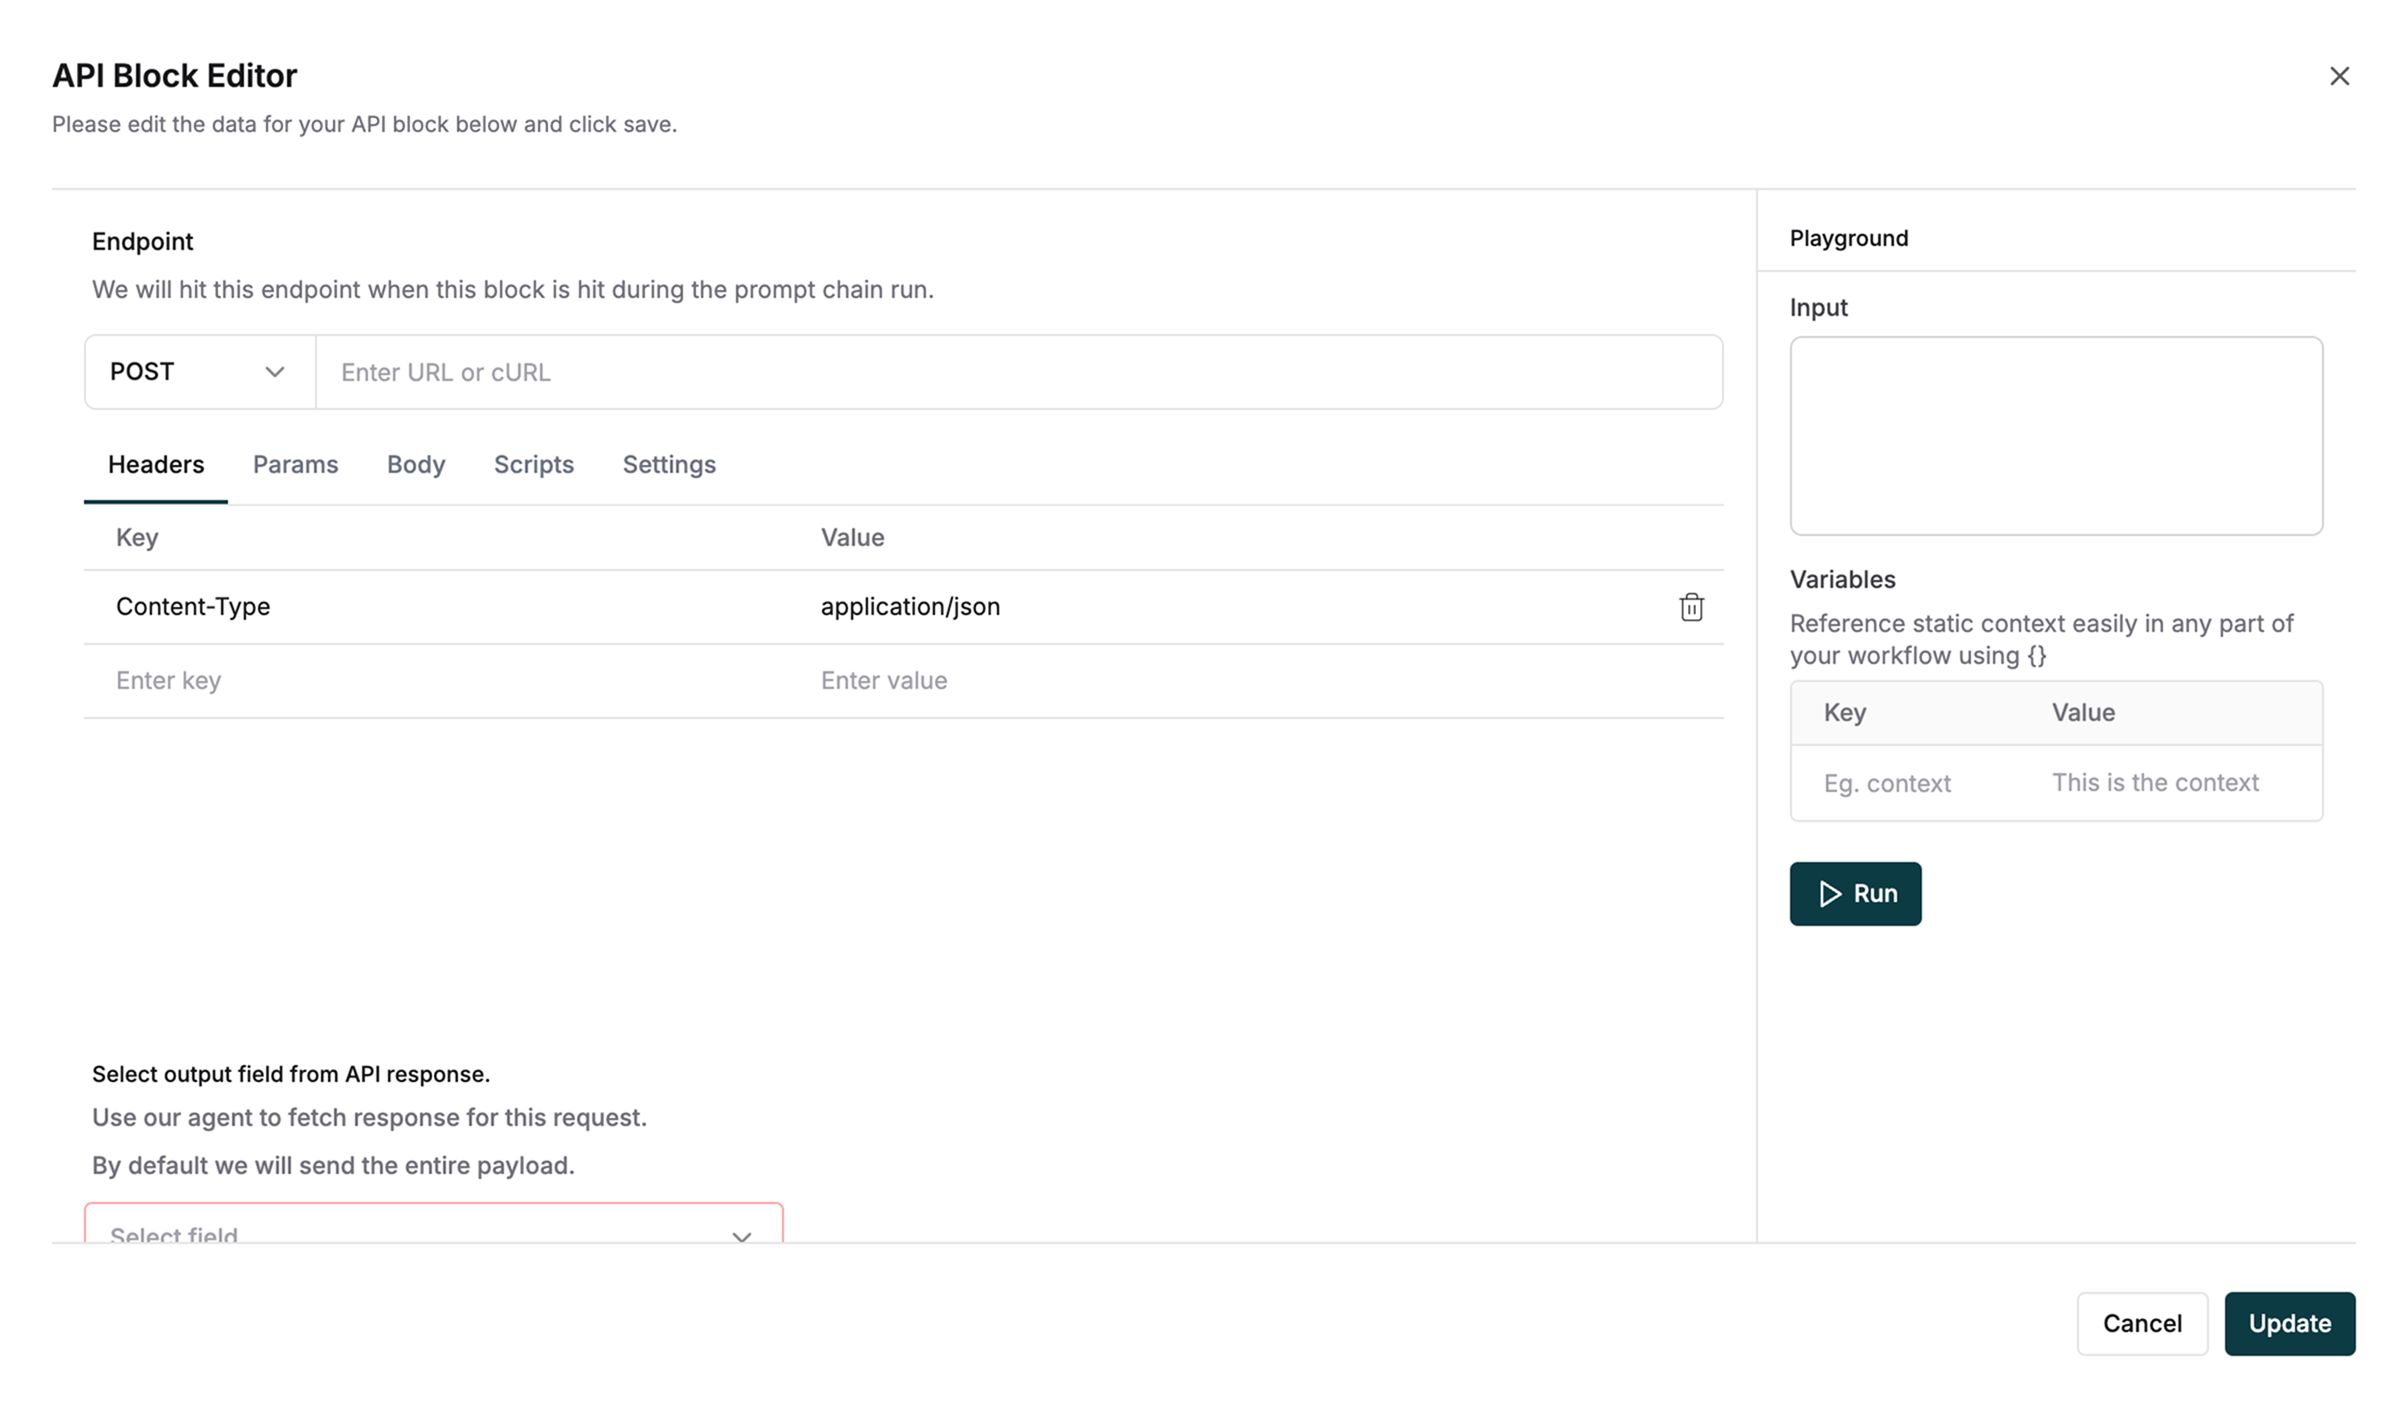 API Block Editor
Please edit the data for your API block below and click save.
Endpoint
We will hit this endpoint when this block is hit during the prompt chain run.
POST
Enter URL or cURL
Headers Params Body Scripts Settings
Key Value
Content-Type application/json
Enter key Enter value
Select output field from API response.
Use our agent to fetch response for this request.
By default we will send the entire payload.
Select field
Playground
Input
Variables
Reference static context easily in any part of
your workflow using {}
Key Value
Eg. context This is the context
Run
Cancel Update